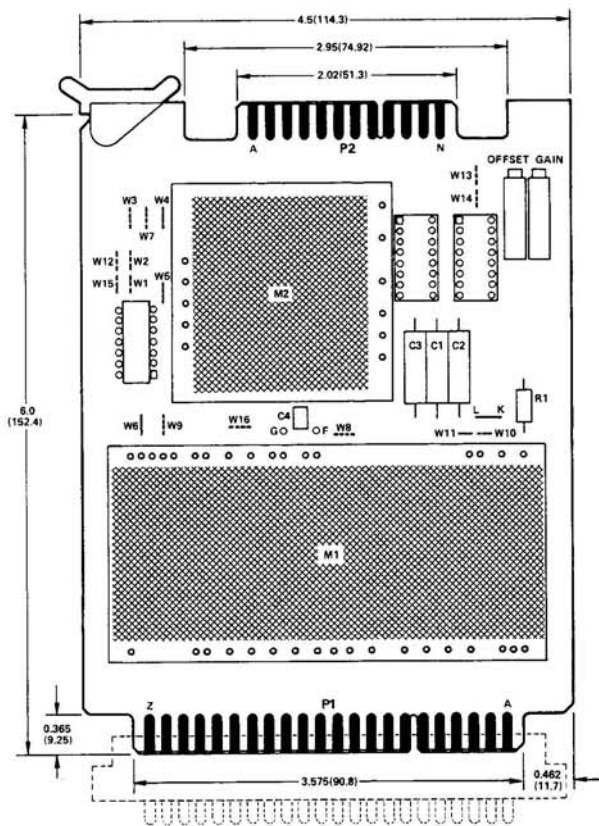 4.5(114.3)
2.95(74.92)
2.02(51.3)
A P2 N
OFFSET GAIN
W13
W14
W3 W4
W7
W12 W2
W15 W1
W5
M2
6.0
(152.4)
C3 C1 C2
C4
L K
R1
W6 W9
W16
G F
W8
W11 W10
M1
Z P1 A
0.365
(9.25)
3.575(90.8)
0.462
(11.7)